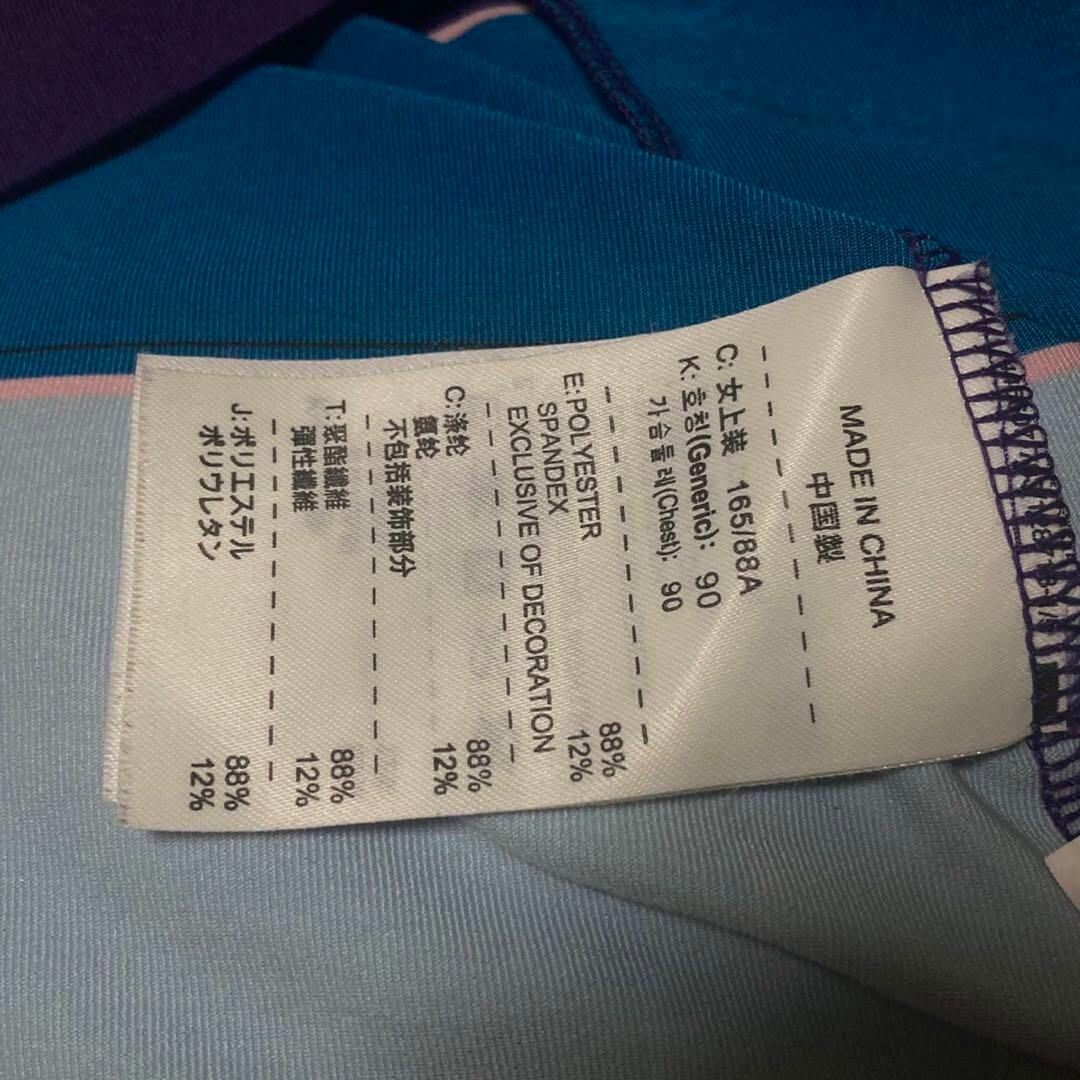 MADE IN CHINA
中国製
C: 女上装 165/88A
K: 호칭(Generic): 90
가슴둘레(Chest): 90
E:POLYESTER 88%
SPANDEX 12%
EXCLUSIVE OF DECORATION
C:涤纶 88%
氨纶 12%
不包括装饰部分
T:聚酯纖維 88%
彈性纖維 12%
J:ポリエステル 88%
ポリウレタン 12%